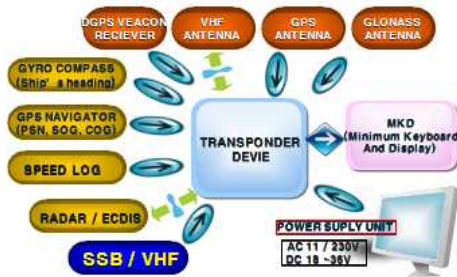 DGPS VEACON
RECIEVER
VHF
ANTENNA
GPS
ANTENNA
GLONASS
ANTENNA
GYRO COMPASS
(Ship's heading)
GPS NAVIGATOR
(PSN, SOG, COG)
SPEED LOG
RADAR / ECDIS
SSB / VHF
TRANSPONDER
DEVIE
MKD
(Minimum Keyboard
And Display)
POWER SUPLY UNIT
AC 11 / 230V
DC 18 ~36V